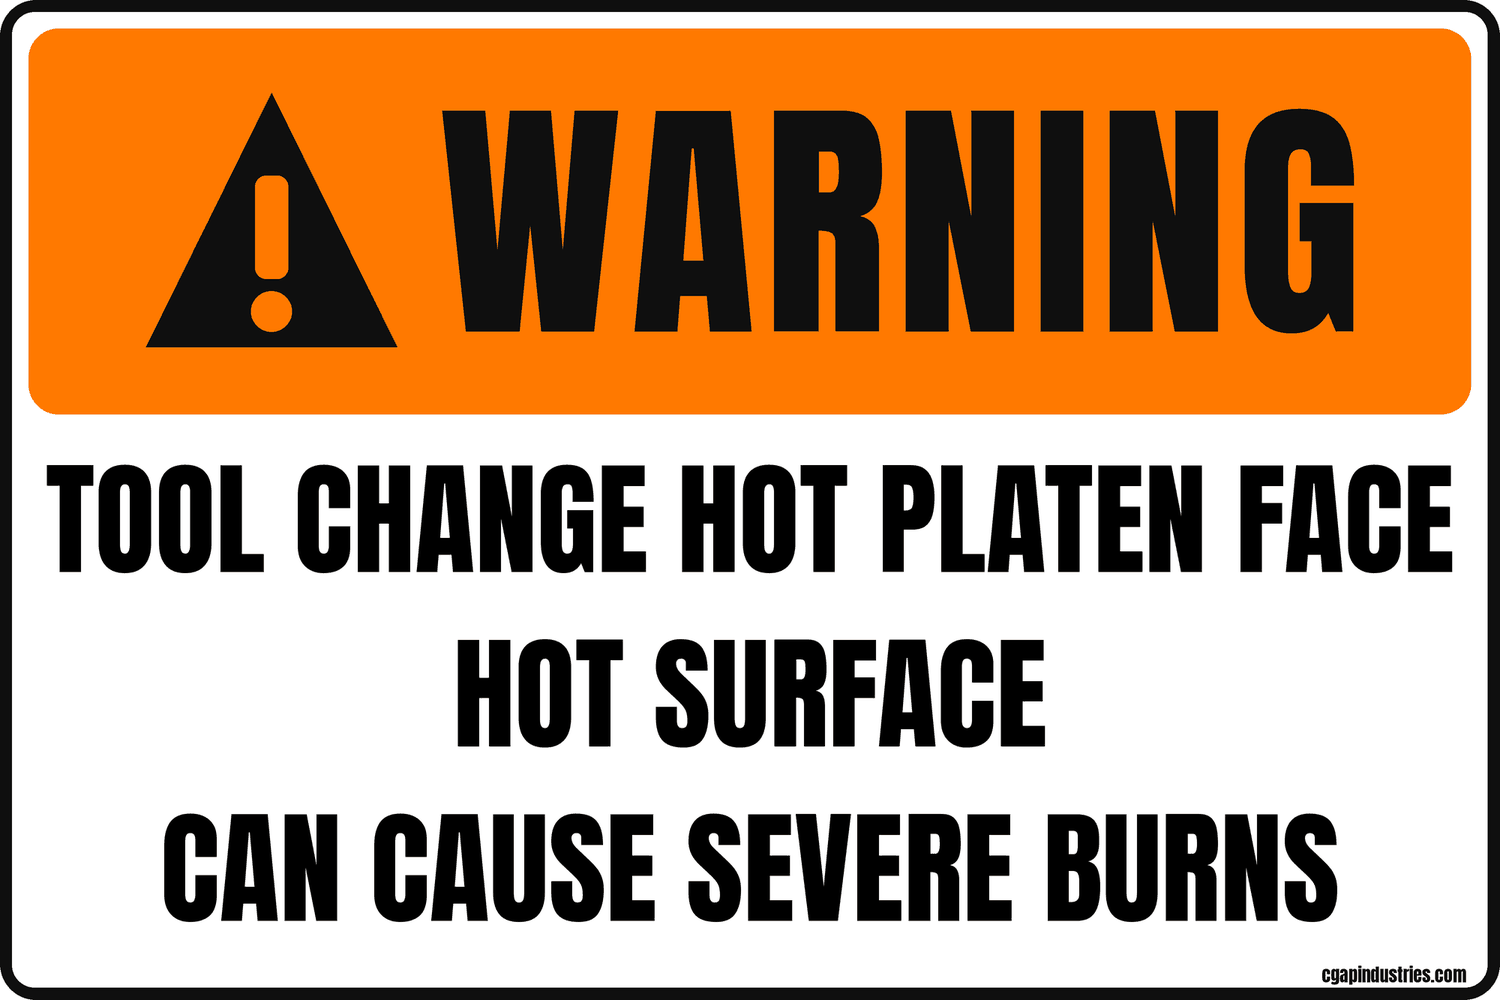 WARNING
TOOL CHANGE HOT PLATEN FACE
HOT SURFACE
CAN CAUSE SEVERE BURNS
cgapindustries.com